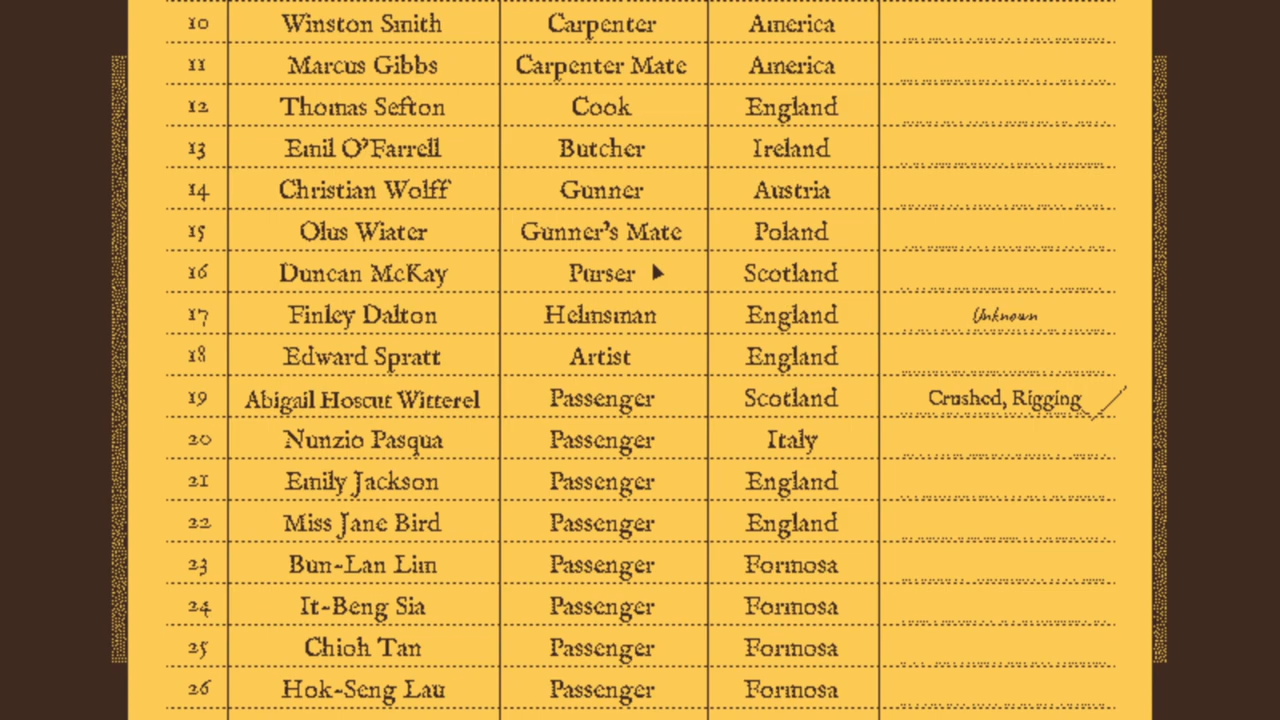 10 Winston Smith Carpenter America
11 Marcus Gibbs Carpenter Mate America
12 Thomas Sefton Cook England
13 Emil O'Farrell Butcher Ireland
14 Christian Wolff Gunner Austria
15 Olus Wiater Gunner's Mate Poland
16 Duncan McKay Purser Scotland
17 Finley Dalton Helmsman England Unknown
18 Edward Spratt Artist England
19 Abigail Hoscut Witterel Passenger Scotland Crushed, Rigging
20 Nunzio Pasqua Passenger Italy
21 Emily Jackson Passenger England
22 Miss Jane Bird Passenger England
23 Bun-Lan Lim Passenger Formosa
24 It-Beng Sia Passenger Formosa
25 Chioh Tan Passenger Formosa
26 Hok-Seng Lau Passenger Formosa